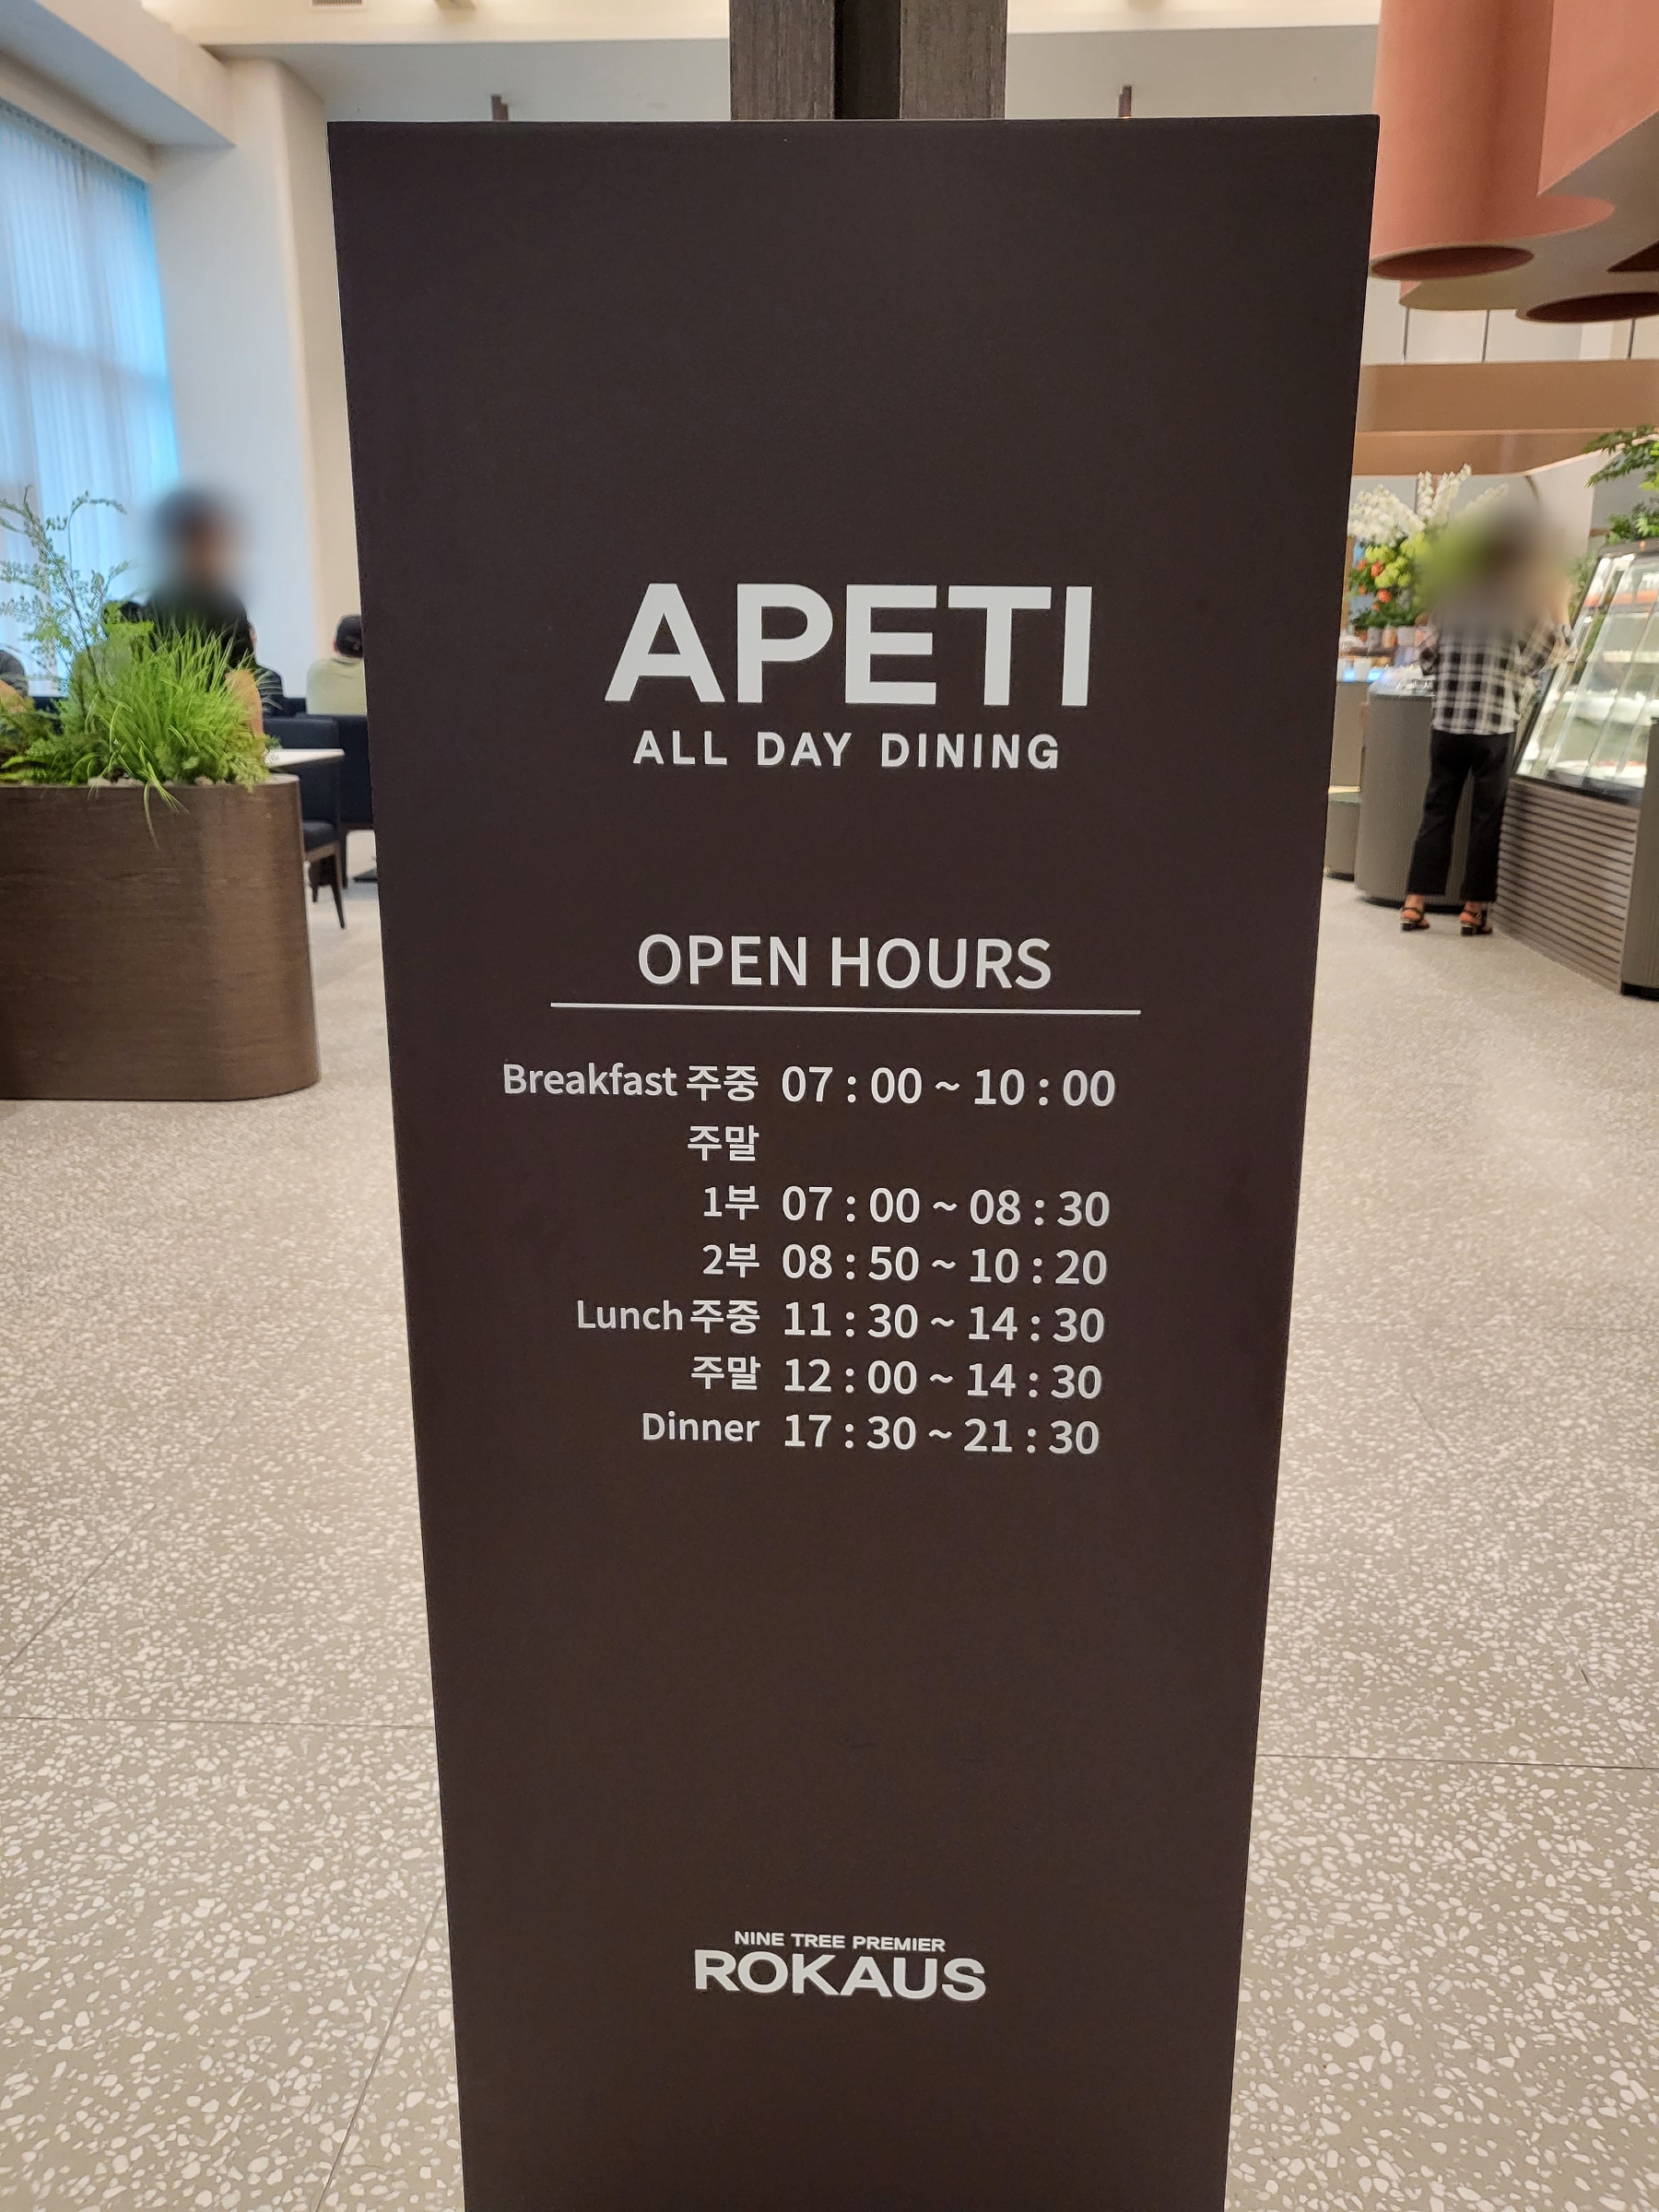 APETI
ALL DAY DINING
OPEN HOURS
Breakfast 주중 07 : 00 ~ 10 : 00
주말
1부 07 : 00 ~ 08 : 30
2부 08 : 50 ~ 10 : 20
Lunch 주중 11 : 30 ~ 14 : 30
주말 12 : 00 ~ 14 : 30
Dinner 17 : 30 ~ 21 : 30
NINE TREE PREMIER
ROKAUS